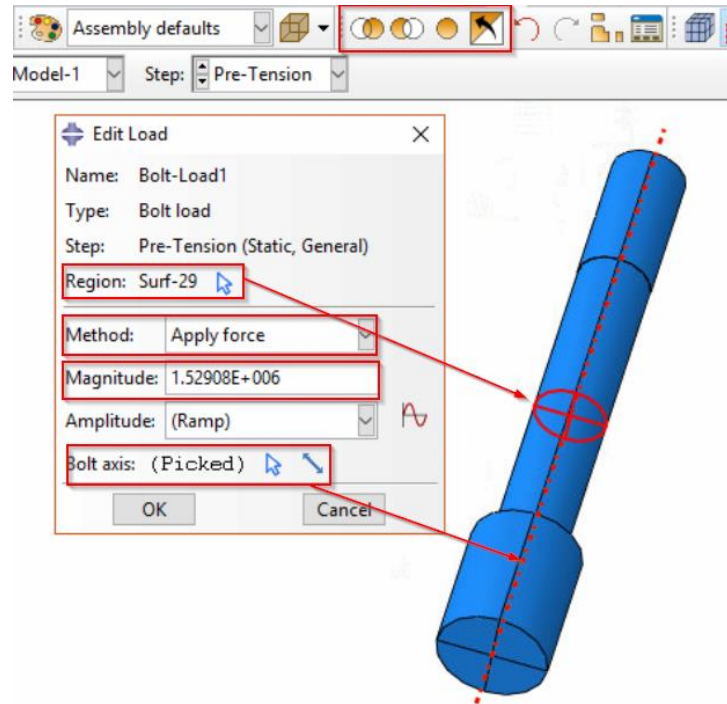 Assembly defaults
Model-1 Step: Pre-Tension
Edit Load
Name: Bolt-Load1
Type: Bolt load
Step: Pre-Tension (Static, General)
Region: Surf-29
Method: Apply force
Magnitude: 1.52908E+006
Amplitude: (Ramp)
Bolt axis: (Picked)
OK Cancel